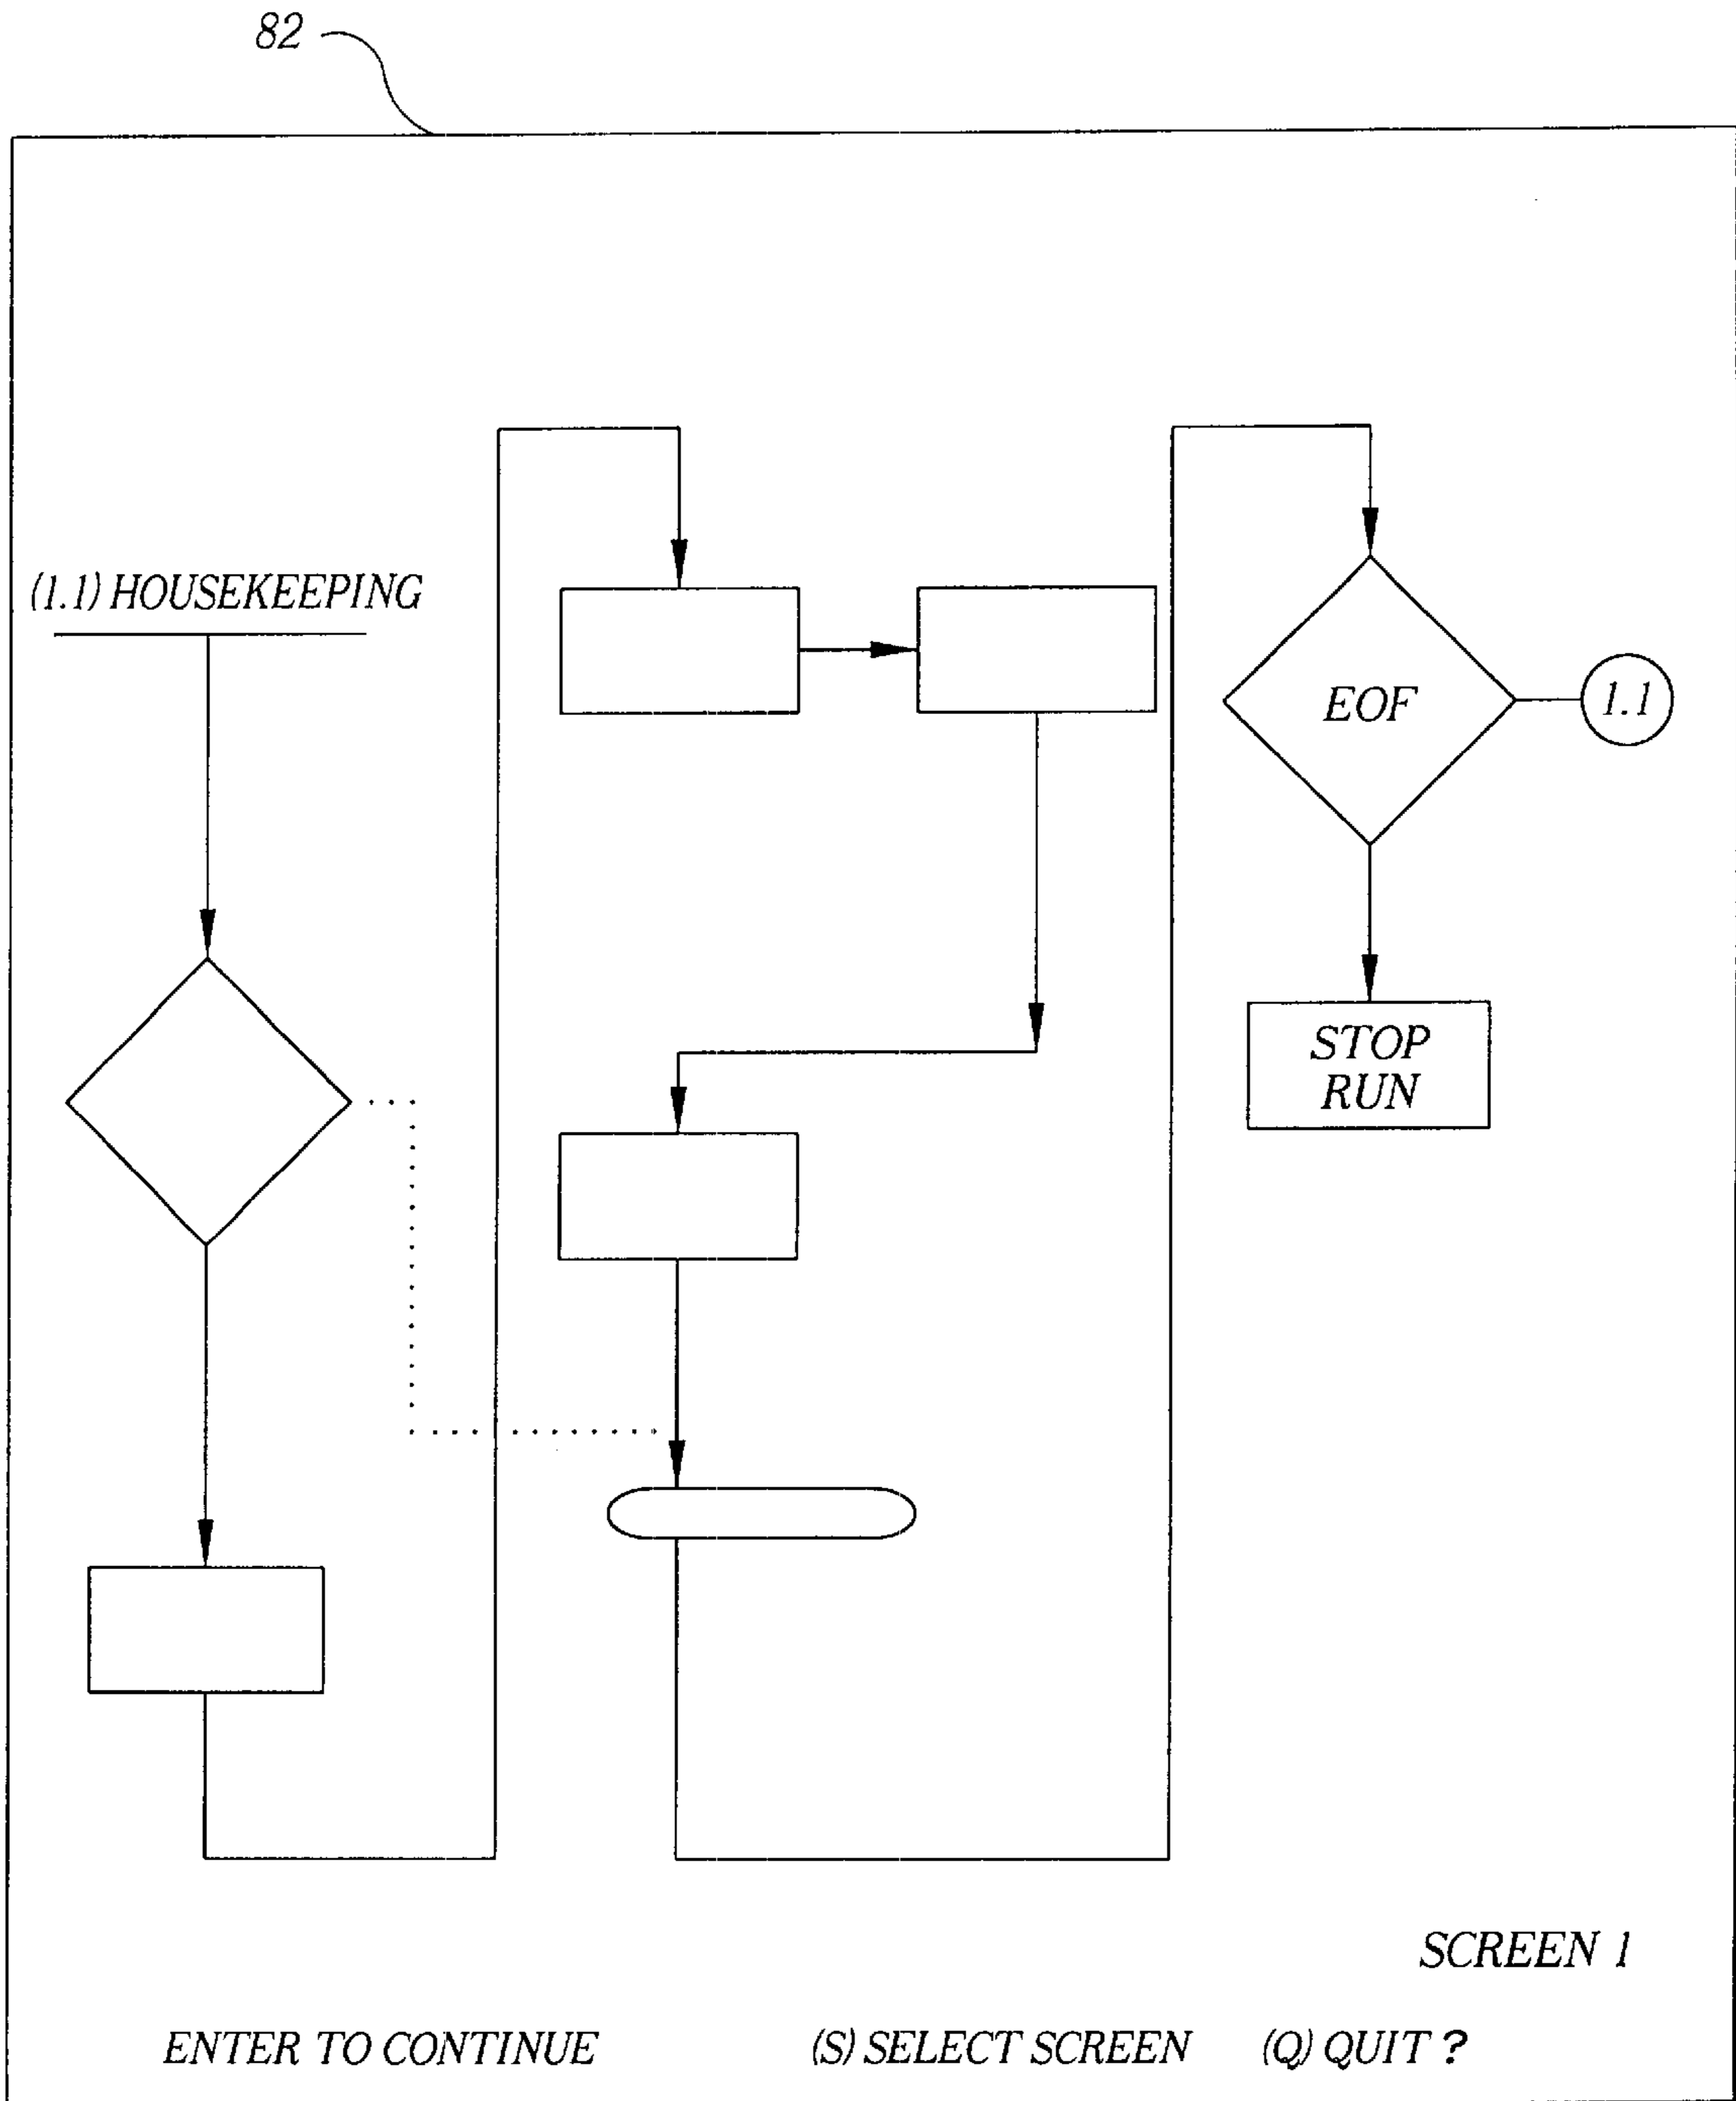 82
(1.1) HOUSEKEEPING
EOF
1.1
STOP
RUN
SCREEN 1
ENTER TO CONTINUE (S) SELECT SCREEN (Q) QUIT ?